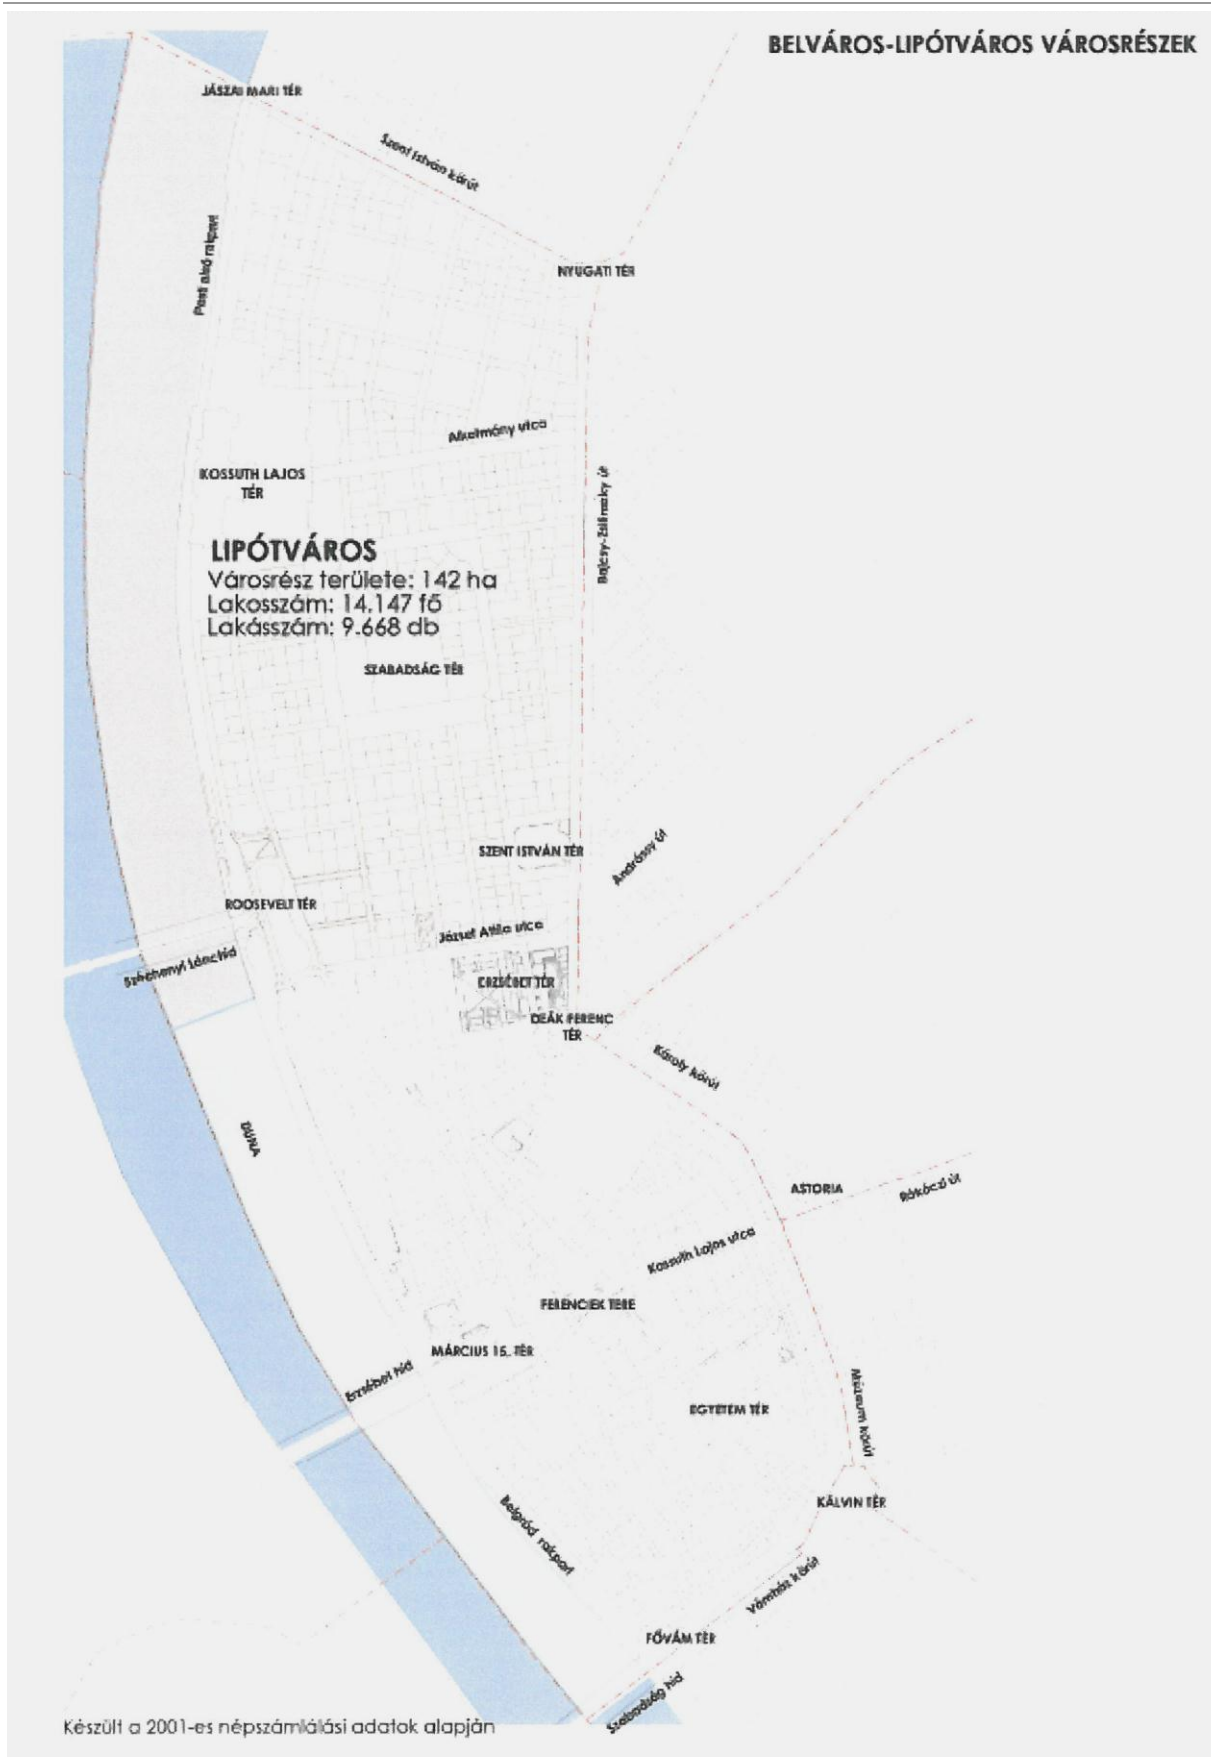 BELVÁROS-LIPÓTVÁROS VÁROSRÉSZEK
JÁSZAI MARI TÉR
Szent István körút
Pesti alsó rakpart
NYUGATI TÉR
Alkotmány utca
KOSSUTH LAJOS
TÉR
Bajcsy-Zsilinszky út
LIPÓTVÁROS
Városrész területe: 142 ha
Lakosszám: 14.147 fő
Lakásszám: 9.668 db
SZABADSÁG TÉR
SZENT ISTVÁN TÉR
Andrássy út
ROOSEVELT TÉR
József Attila utca
Széchenyi Lánchíd
ERZSÉBET TÉR
DEÁK FERENC
TÉR
Károly körút
DUNA
ASTORIA
Rákóczi út
Kossuth Lajos utca
FERENCIEK TERE
MÁRCIUS 15. TÉR
Erzsébet híd
EGYETEM TÉR
Múzeum körút
KÁLVIN TÉR
Belgrád rakpart
Vámház körút
FŐVÁM TÉR
Szabadság híd
Készült a 2001-es népszámlálási adatok alapján